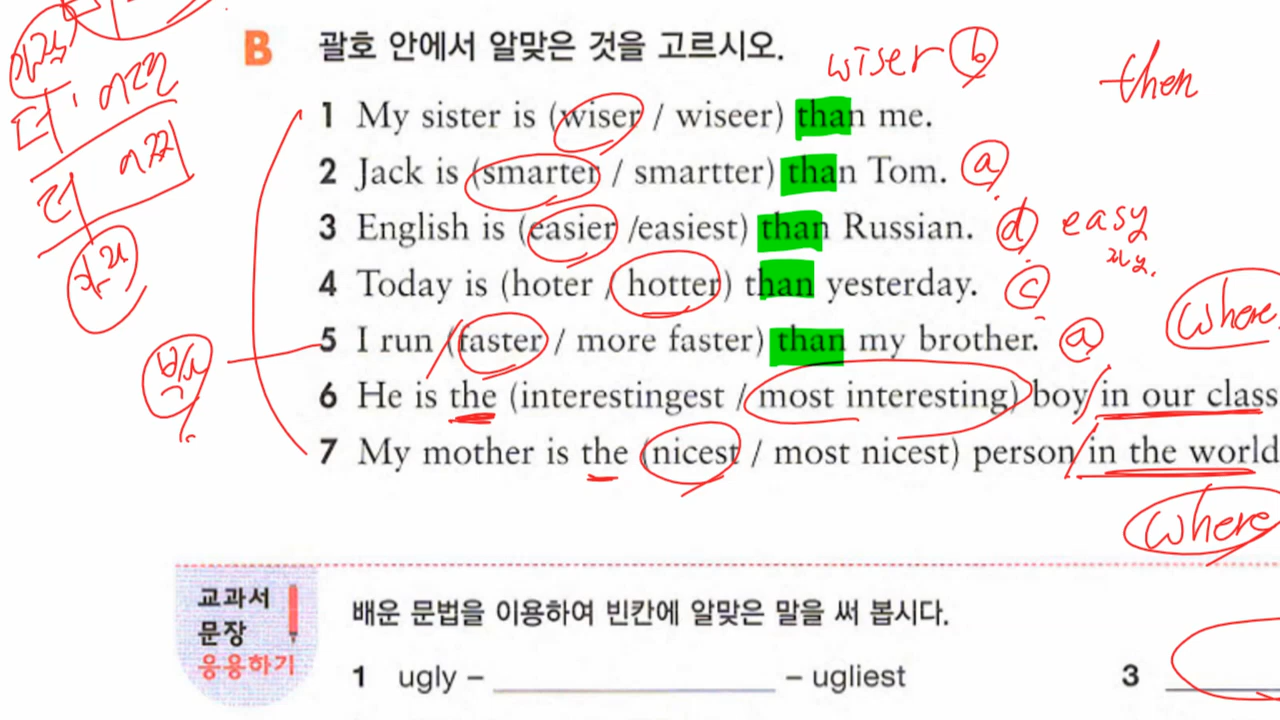 B 괄호 안에서 알맞은 것을 고르시오.
wiser ⓑ
then
1 My sister is (wiser / wiseer) than me.
2 Jack is (smarter / smartter) than Tom. ⓐ
3 English is (easier /easiest) than Russian. ⓓ easy
4 Today is (hoter / hotter) than yesterday. ⓒ
where
5 I run (faster / more faster) than my brother. ⓐ
6 He is the (interestingest / most interesting) boy / in our class
7 My mother is the (nicest / most nicest) person / in the world
where
교과서
문장
응용하기
배운 문법을 이용하여 빈칸에 알맞은 말을 써 봅시다.
1 ugly – ____________ – ugliest
3